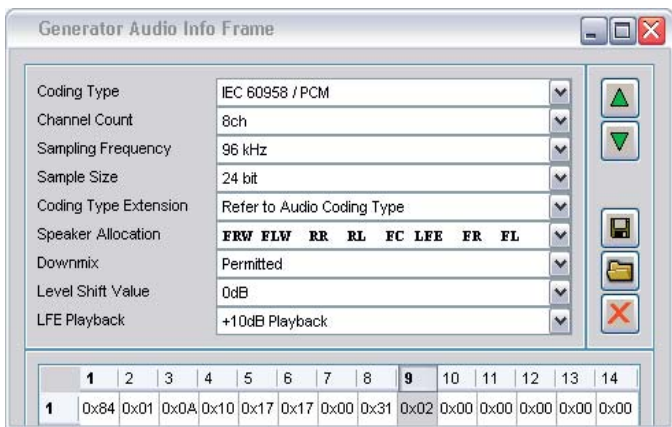 Generator Audio Info Frame
Coding Type IEC 60958 / PCM
Channel Count 8ch
Sampling Frequency 96 kHz
Sample Size 24 bit
Coding Type Extension Refer to Audio Coding Type
Speaker Allocation FRW FLW RR RL FC LFE FR FL
Downmix Permitted
Level Shift Value 0dB
LFE Playback +10dB Playback
1 2 3 4 5 6 7 8 9 10 11 12 13 14
1 0x84 0x01 0x0A 0x10 0x17 0x17 0x00 0x31 0x02 0x00 0x00 0x00 0x00 0x00